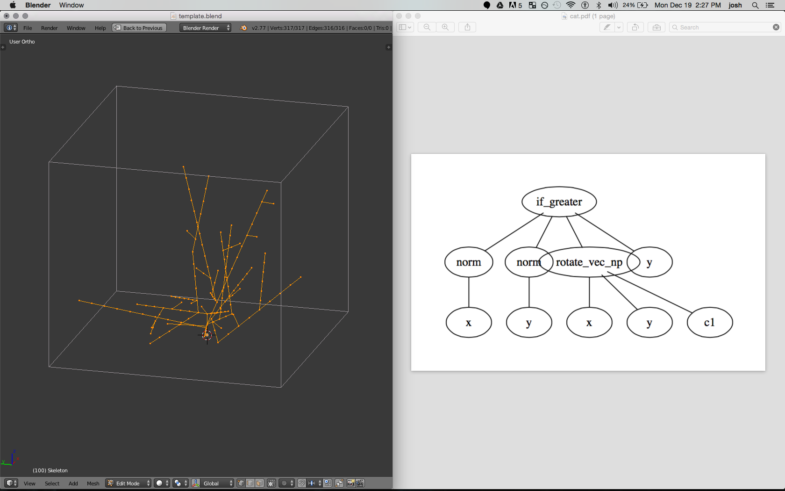 Blender Window
5 24% Mon Dec 19 2:27 PM josh
template.blend
cat.pdf (1 page)
File Render Window Help Back to Previous Blender Render v2.77 | Verts:317/317 | Edges:316/316 | Faces:0/0 | Tris:0 |
Search
User Ortho
if_greater
norm norm rotate_vec_np y
x y x y c1
(100) Skeleton
View Select Add Mesh Edit Mode Global